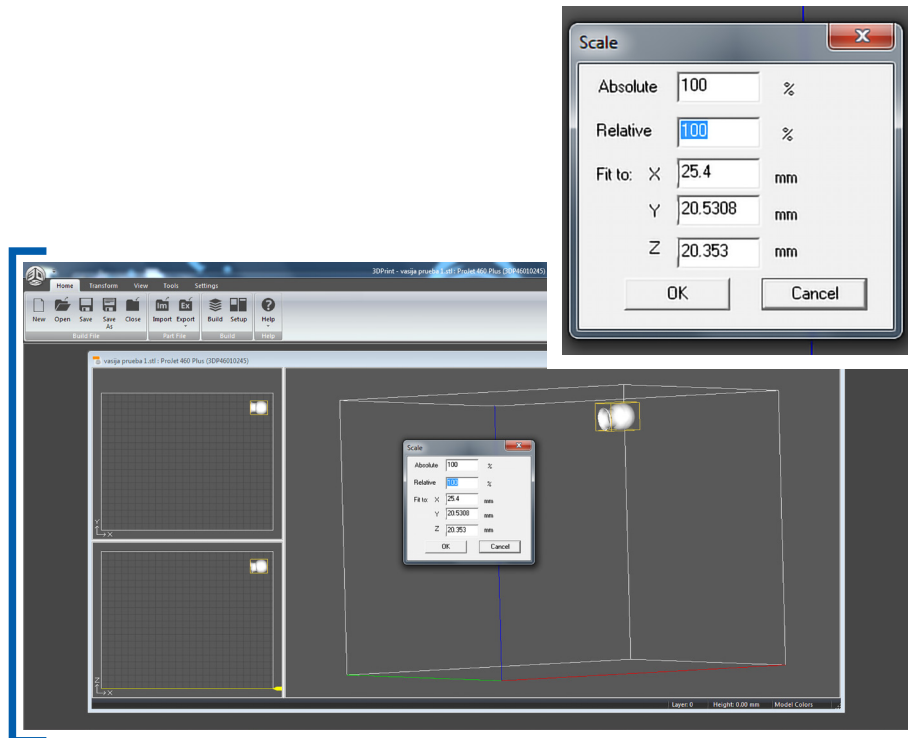 Scale
Absolute 100 %
Relative 100 %
Fit to: X 25.4 mm
Y 20.5308 mm
Z 20.353 mm
OK Cancel
3DPrint - vasija prueba 1.stl : ProJet 460 Plus (3DP46010245)
Home Transform View Tools Settings
New Open Save Save As Close Import Export Build Setup Help
Build File Part File Build Help
vasija prueba 1.stl : ProJet 460 Plus (3DP46010245)
Y
X
Z
X
Scale
Absolute 100 %
Relative 100 %
Fit to: X 25.4 mm
Y 20.5308 mm
Z 20.353 mm
OK Cancel
Layer: 0 Height: 0.00 mm Model Colors